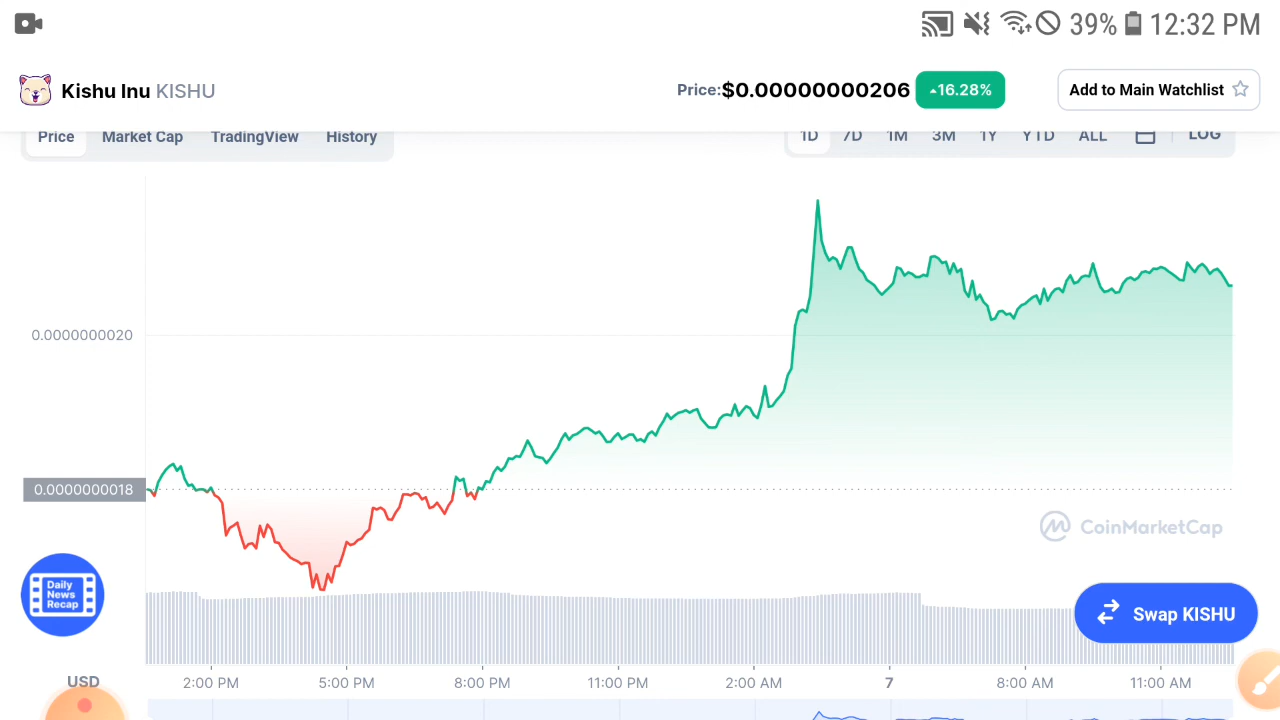 39% 12:32 PM
Kishu Inu KISHU
Price:$0.00000000206 16.28%
Add to Main Watchlist
Price Market Cap TradingView History
1D 7D 1M 3M 1Y YTD ALL LOG
0.0000000020
0.0000000018
CoinMarketCap
Daily
News
Recap
Swap KISHU
USD
2:00 PM 5:00 PM 8:00 PM 11:00 PM 2:00 AM 7 8:00 AM 11:00 AM